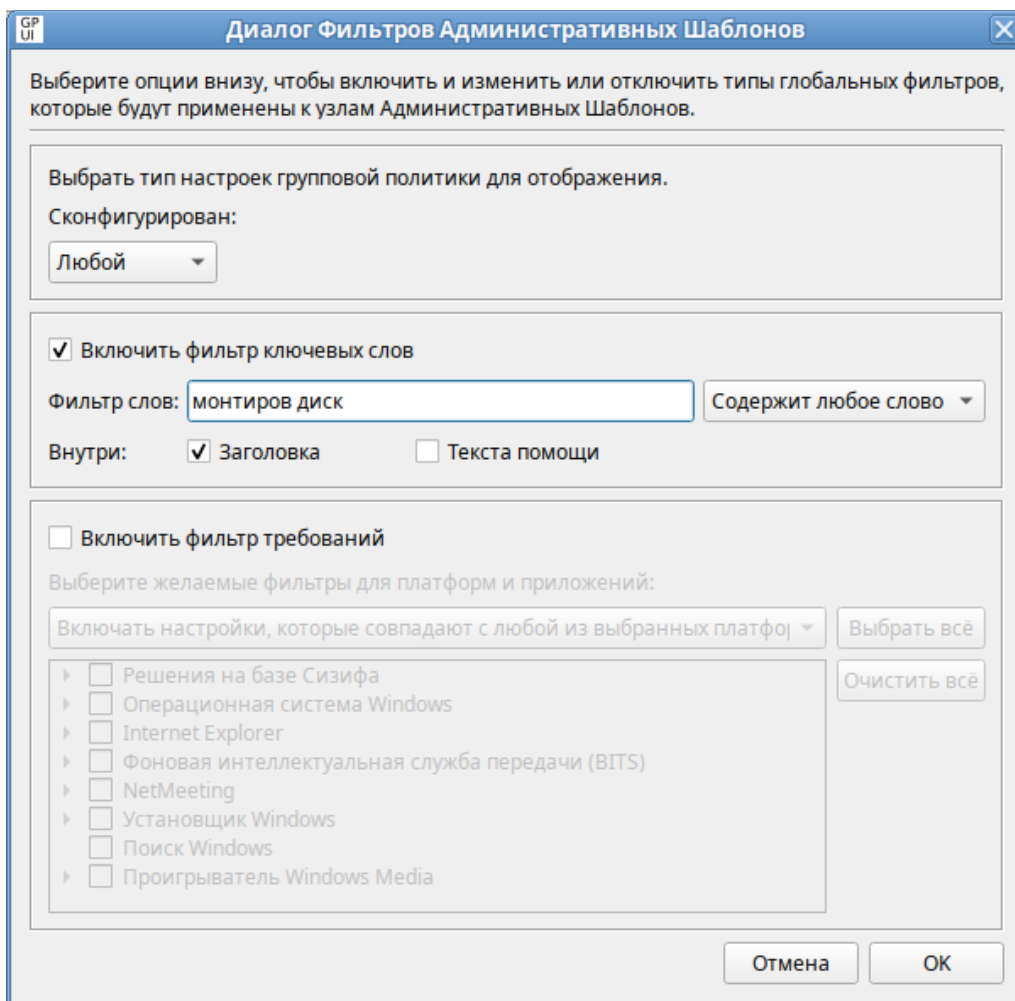 GP
UI
Диалог Фильтров Административных Шаблонов
Выберите опции внизу, чтобы включить и изменить или отключить типы глобальных фильтров,
которые будут применены к узлам Административных Шаблонов.
Выбрать тип настроек групповой политики для отображения.
Сконфигурирован:
Любой
Включить фильтр ключевых слов
Фильтр слов: монтиров диск Содержит любое слово
Внутри: Заголовка Текста помощи
Включить фильтр требований
Выберите желаемые фильтры для платформ и приложений:
Включать настройки, которые совпадают с любой из выбранных платфор Выбрать всё
Очистить всё
Решения на базе Сизифа
Операционная система Windows
Internet Explorer
Фоновая интеллектуальная служба передачи (BITS)
NetMeeting
Установщик Windows
Поиск Windows
Проигрыватель Windows Media
Отмена OK